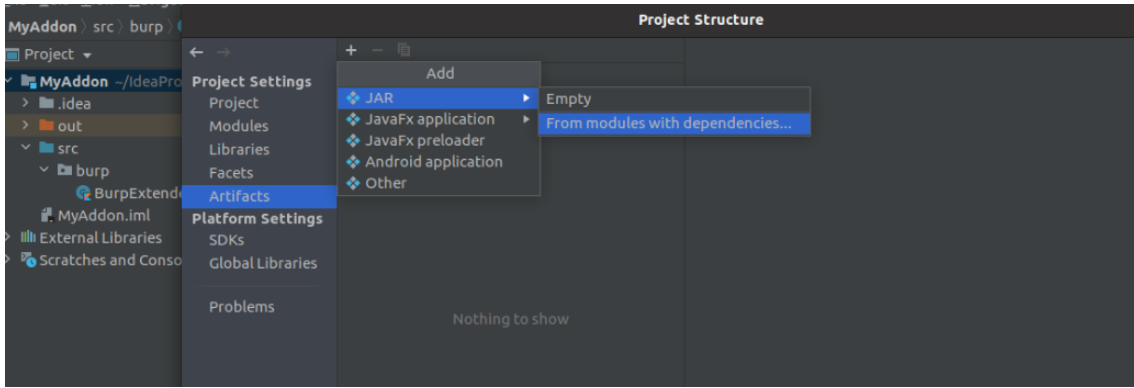 Project Structure
MyAddon 〉 src 〉 burp 〉
Project
MyAddon ~/IdeaPro
.idea
out
src
burp
BurpExtende
MyAddon.iml
External Libraries
Scratches and Conso
Project Settings
Project
Modules
Libraries
Facets
Artifacts
Platform Settings
SDKs
Global Libraries
Problems
Add
JAR
JavaFx application
JavaFx preloader
Android application
Other
Empty
From modules with dependencies...
Nothing to show